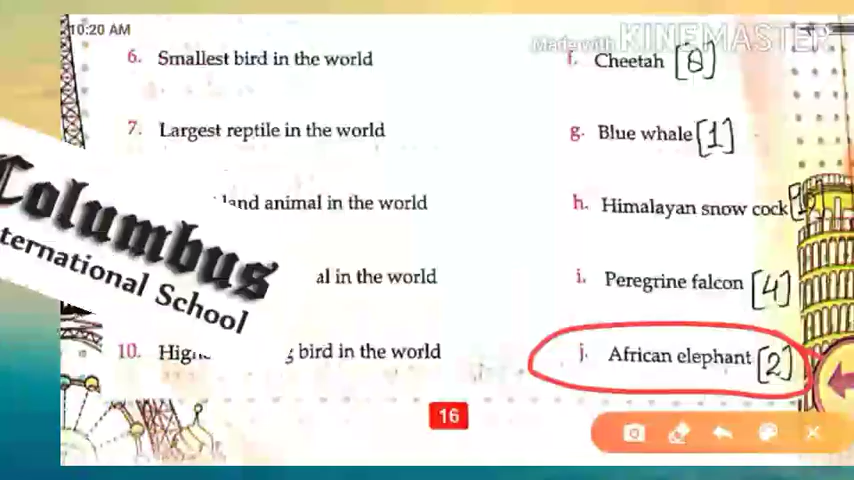 10:20 AM
Made with KINEMASTER
6. Smallest bird in the world
f. Cheetah [8]
7. Largest reptile in the world
g. Blue whale [1]
land animal in the world
h. Himalayan snow cock
al in the world
i. Peregrine falcon [4]
10. bird in the world
j. African elephant [2]
16
Columbus
ternational School